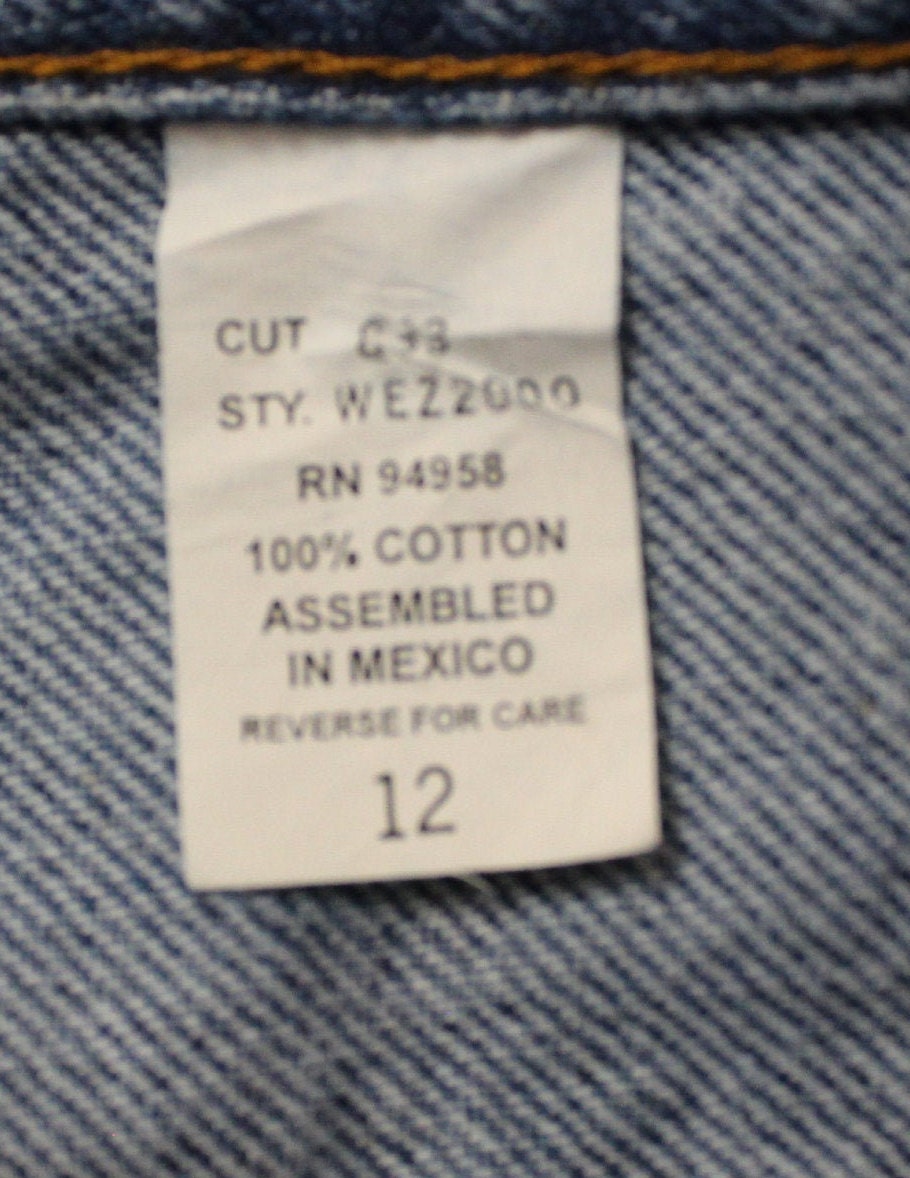 CUT
STY. WEZ2000
RN 94958
100% COTTON
ASSEMBLED
IN MEXICO
REVERSE FOR CARE
12